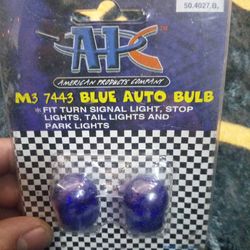 50.4027.B.
APC
AMERICAN PRODUCTS COMPANY
M3 7443 BLUE AUTO BULB
* FIT TURN SIGNAL LIGHT, STOP
LIGHTS, TAIL LIGHTS AND
PARK LIGHTS